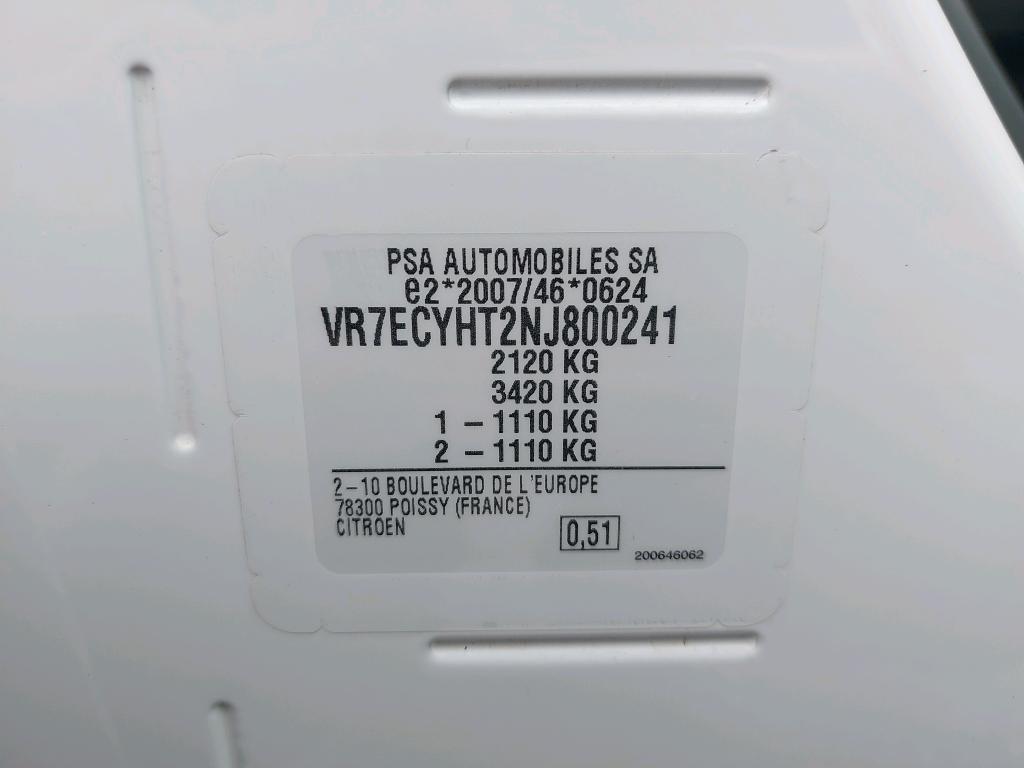 PSA AUTOMOBILES SA
e2*2007/46*0624
VR7ECYHT2NJ800241
2120 KG
3420 KG
1 - 1110 KG
2 - 1110 KG
2-10 BOULEVARD DE L'EUROPE
78300 POISSY (FRANCE)
CITROEN
0,51
200646062